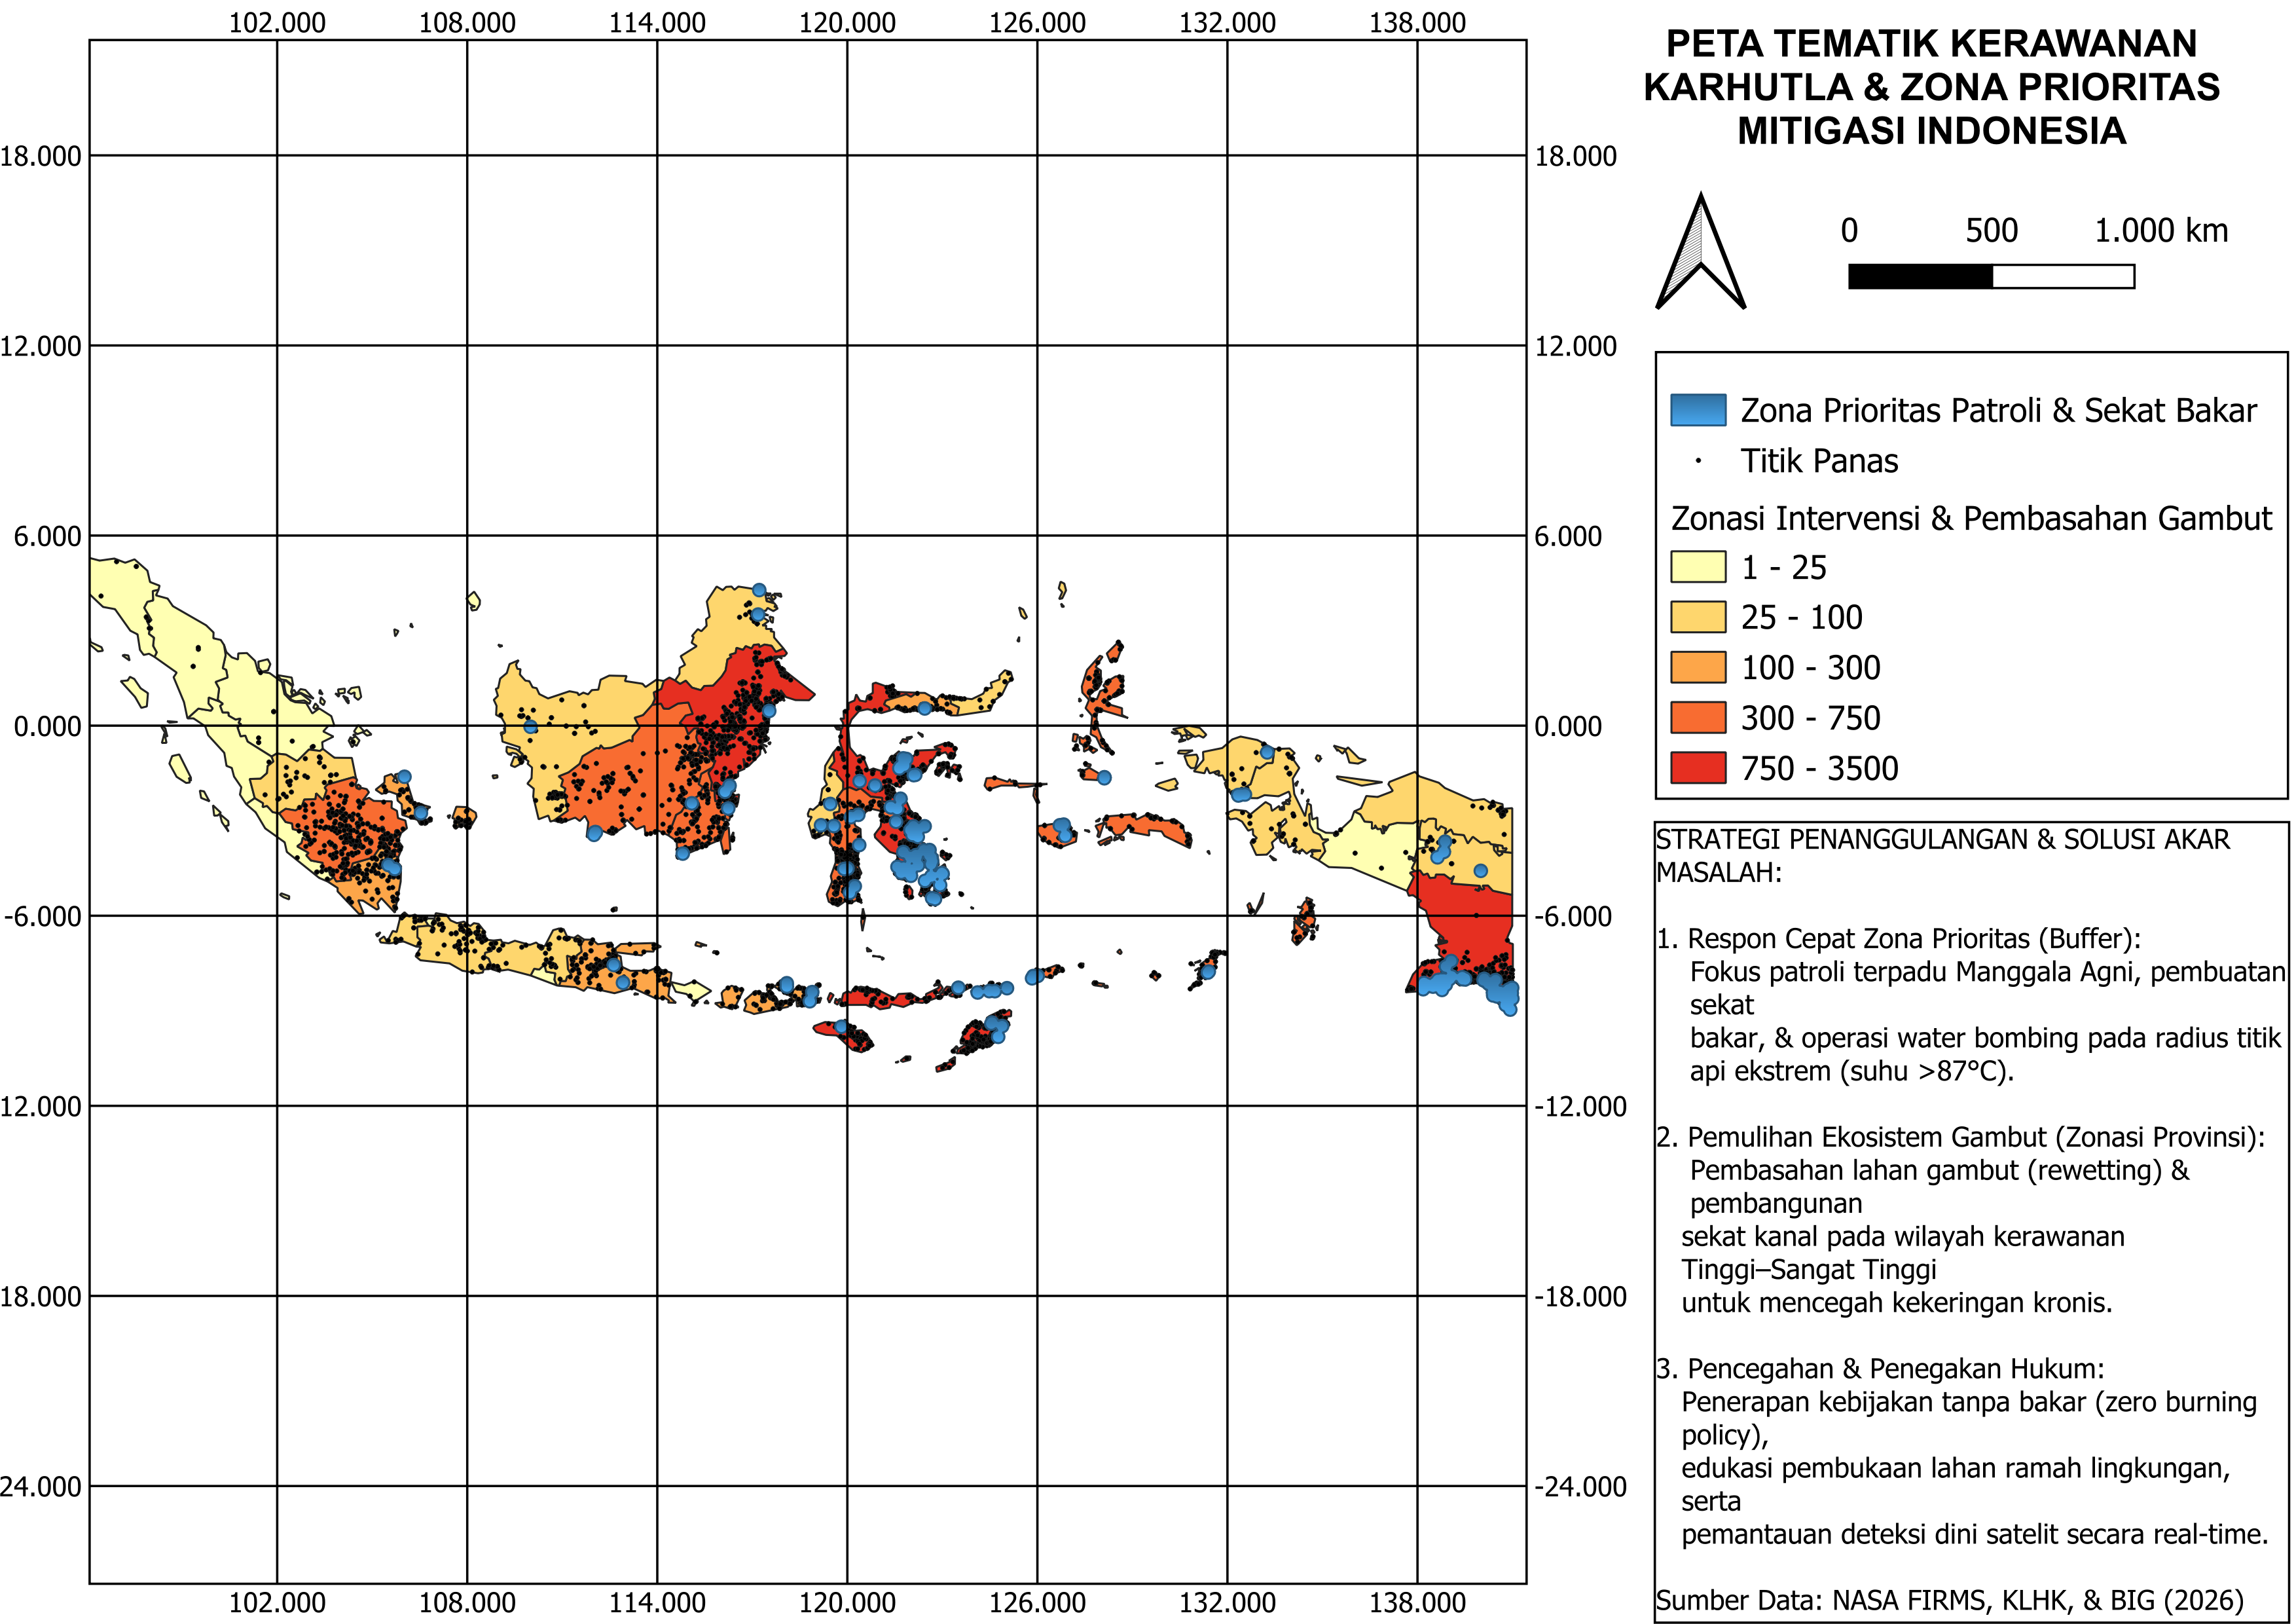 102.000 108.000 114.000 120.000 126.000 132.000 138.000
PETA TEMATIK KERAWANAN
KARHUTLA & ZONA PRIORITAS
MITIGASI INDONESIA
18.000 18.000
0 500 1.000 km
12.000 12.000
Zona Prioritas Patroli & Sekat Bakar
Titik Panas
Zonasi Intervensi & Pembasahan Gambut
6.000 6.000
1 - 25
25 - 100
100 - 300
300 - 750
750 - 3500
0.000 0.000
STRATEGI PENANGGULANGAN & SOLUSI AKAR
MASALAH:
-6.000 -6.000
1. Respon Cepat Zona Prioritas (Buffer):
Fokus patroli terpadu Manggala Agni, pembuatan
sekat
bakar, & operasi water bombing pada radius titik
api ekstrem (suhu >87°C).
12.000 -12.000
2. Pemulihan Ekosistem Gambut (Zonasi Provinsi):
Pembasahan lahan gambut (rewetting) &
pembangunan
sekat kanal pada wilayah kerawanan
Tinggi–Sangat Tinggi
untuk mencegah kekeringan kronis.
18.000 -18.000
3. Pencegahan & Penegakan Hukum:
Penerapan kebijakan tanpa bakar (zero burning
policy),
edukasi pembukaan lahan ramah lingkungan,
serta
pemantauan deteksi dini satelit secara real-time.
24.000 -24.000
Sumber Data: NASA FIRMS, KLHK, & BIG (2026)
102.000 108.000 114.000 120.000 126.000 132.000 138.000